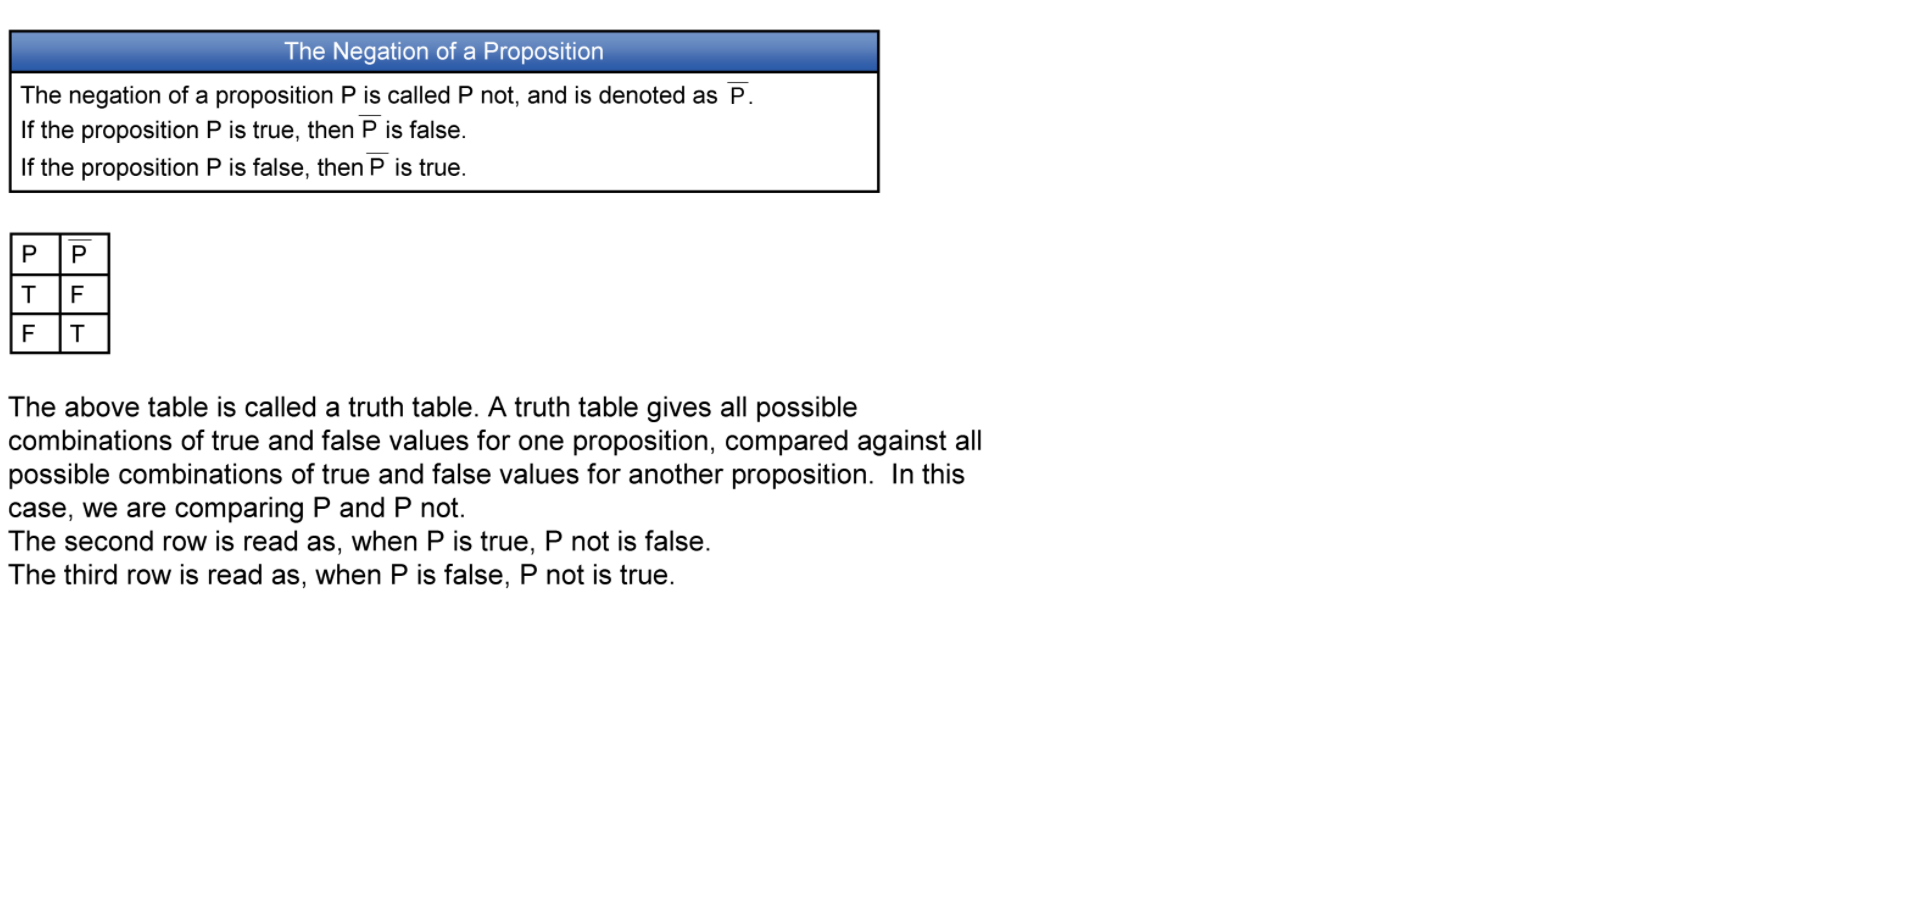 The Negation of a Proposition
The negation of a proposition P is called P not, and is denoted as P̅.
If the proposition P is true, then P̅ is false.
If the proposition P is false, then P̅ is true.
P P̅
T F
F T
The above table is called a truth table. A truth table gives all possible
combinations of true and false values for one proposition, compared against all
possible combinations of true and false values for another proposition.  In this
case, we are comparing P and P not.
The second row is read as, when P is true, P not is false.
The third row is read as, when P is false, P not is true.